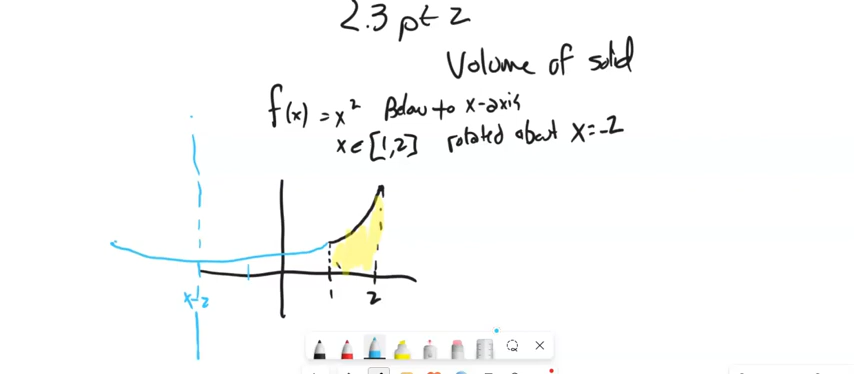 2.3 pt 2
Volume of solid
f(x) = x² Below to x-axis
x ∈ [1,2] rotated about x=-2
x=-2
1 2